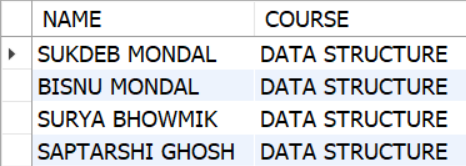 NAME COURSE
SUKDEB MONDAL DATA STRUCTURE
BISNU MONDAL DATA STRUCTURE
SURYA BHOWMIK DATA STRUCTURE
SAPTARSHI GHOSH DATA STRUCTURE